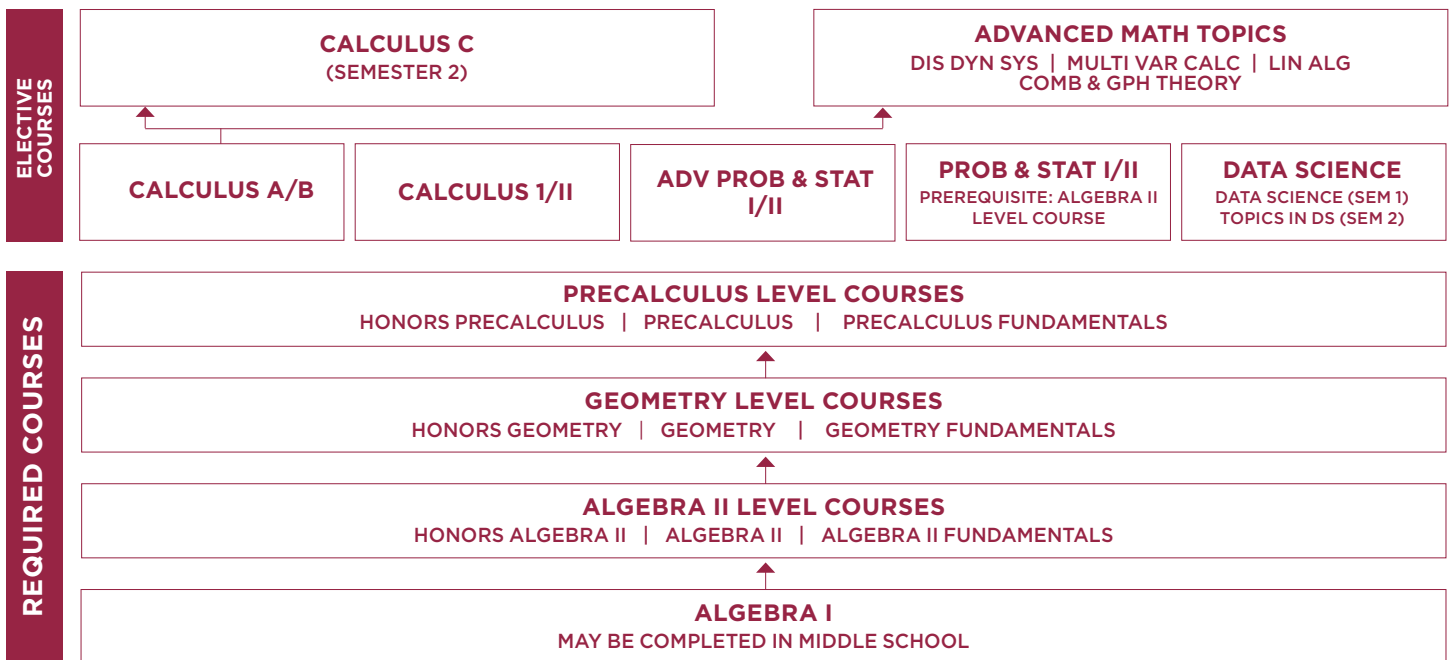 ELECTIVE
COURSES
CALCULUS C
(SEMESTER 2)
ADVANCED MATH TOPICS
DIS DYN SYS | MULTI VAR CALC | LIN ALG
COMB & GPH THEORY
CALCULUS A/B
CALCULUS 1/II
ADV PROB & STAT
I/II
PROB & STAT I/II
PREREQUISITE: ALGEBRA II
LEVEL COURSE
DATA SCIENCE
DATA SCIENCE (SEM 1)
TOPICS IN DS (SEM 2)
REQUIRED COURSES
PRECALCULUS LEVEL COURSES
HONORS PRECALCULUS | PRECALCULUS | PRECALCULUS FUNDAMENTALS
GEOMETRY LEVEL COURSES
HONORS GEOMETRY | GEOMETRY | GEOMETRY FUNDAMENTALS
ALGEBRA II LEVEL COURSES
HONORS ALGEBRA II | ALGEBRA II | ALGEBRA II FUNDAMENTALS
ALGEBRA I
MAY BE COMPLETED IN MIDDLE SCHOOL